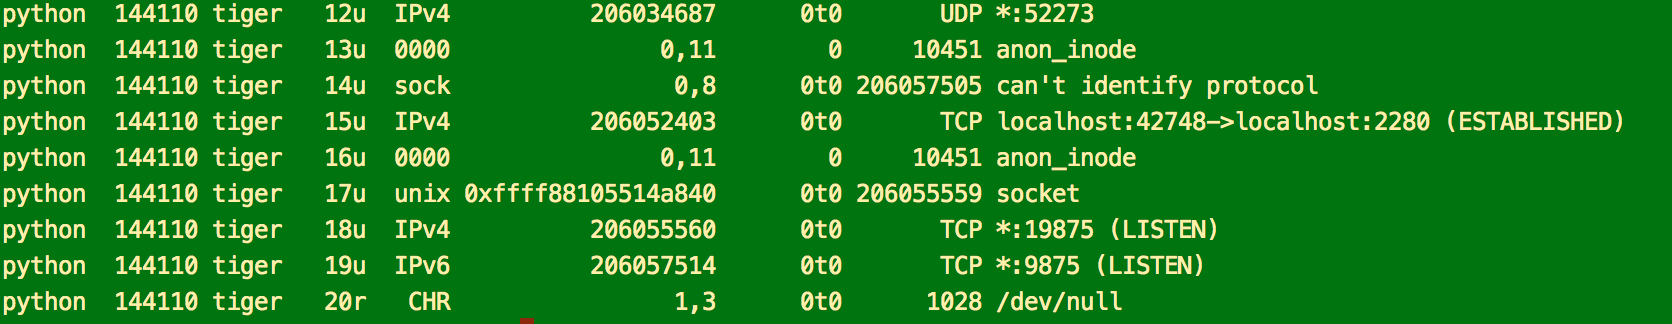 python  144110 tiger   12u  IPv4          206034687      0t0       UDP *:52273
python  144110 tiger   13u  0000               0,11        0     10451 anon_inode
python  144110 tiger   14u  sock                0,8      0t0 206057505 can't identify protocol
python  144110 tiger   15u  IPv4          206052403      0t0       TCP localhost:42748->localhost:2280 (ESTABLISHED)
python  144110 tiger   16u  0000               0,11        0     10451 anon_inode
python  144110 tiger   17u  unix 0xffff88105514a840      0t0 206055559 socket
python  144110 tiger   18u  IPv4          206055560      0t0       TCP *:19875 (LISTEN)
python  144110 tiger   19u  IPv6          206057514      0t0       TCP *:9875 (LISTEN)
python  144110 tiger   20r   CHR                1,3      0t0      1028 /dev/null